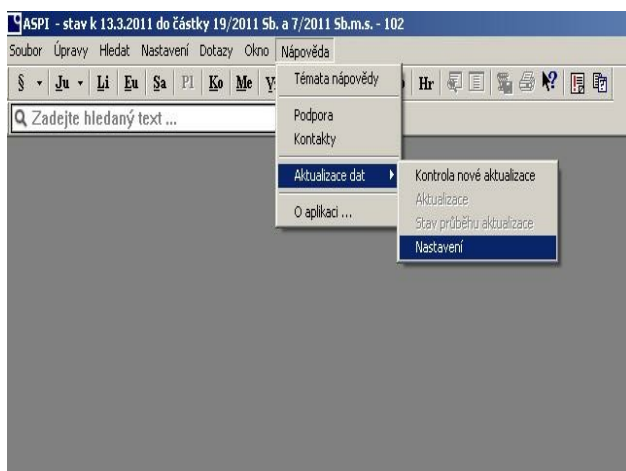 ASPI - stav k 13.3.2011 do částky 19/2011 Sb. a 7/2011 Sb.m.s. - 102
Soubor Úpravy Hledat Nastavení Dotazy Okno Nápověda
§ Ju Li Eu Sa Pl Ko Me Hr
Zadejte hledaný text ...
Témata nápovědy
Podpora
Kontakty
Aktualizace dat
O aplikaci ...
Kontrola nové aktualizace
Aktualizace
Stav průběhu aktualizace
Nastavení